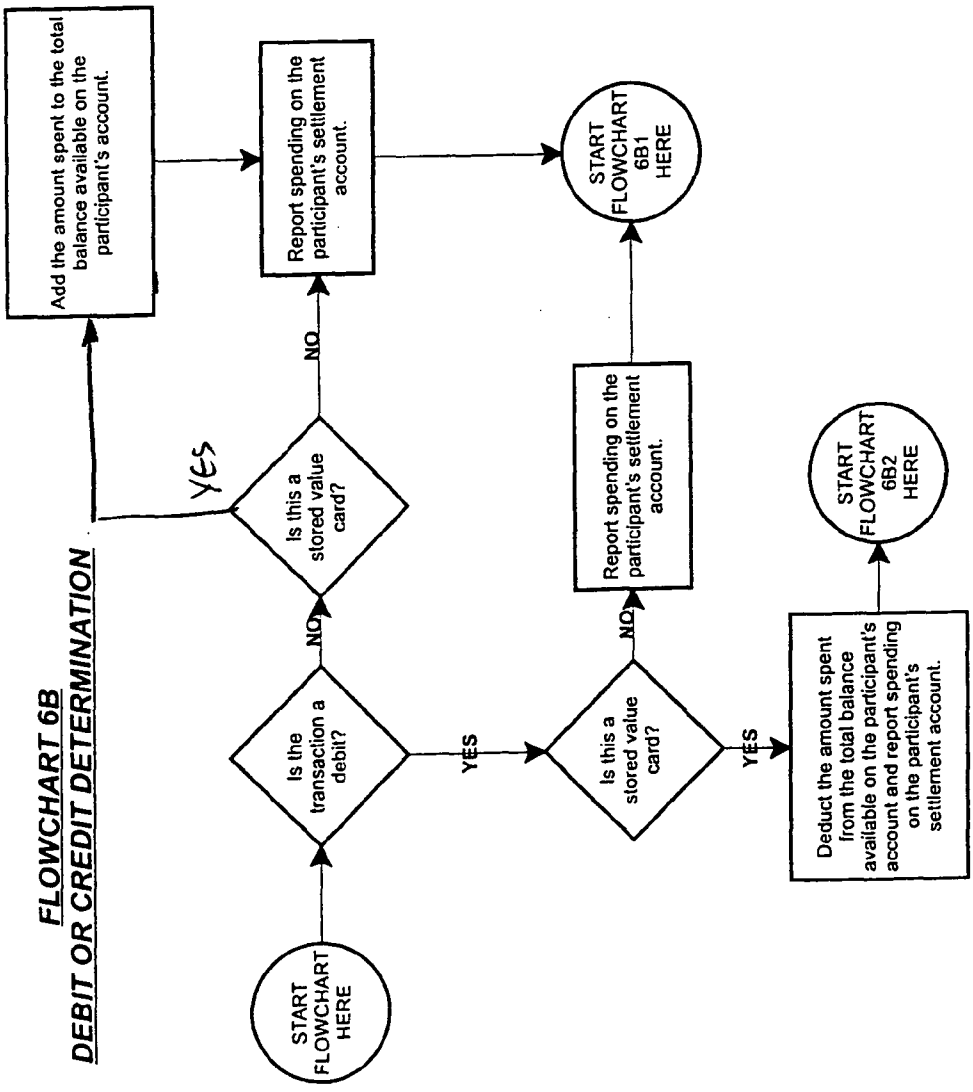 FLOWCHART 6B
DEBIT OR CREDIT DETERMINATION
START
FLOWCHART
HERE
Is the
transaction a
debit?
NO
Is this a
stored value
card?
YES
Add the amount spent to the total
balance available on the
participant's account.
NO
Report spending on the
participant's settlement
account.
YES
Is this a
stored value
card?
NO
Report spending on the
participant's settlement
account.
START
FLOWCHART
6B1
HERE
YES
Deduct the amount spent
from the total balance
available on the participant's
account and report spending
on the participant's
settlement account.
START
FLOWCHART
6B2
HERE